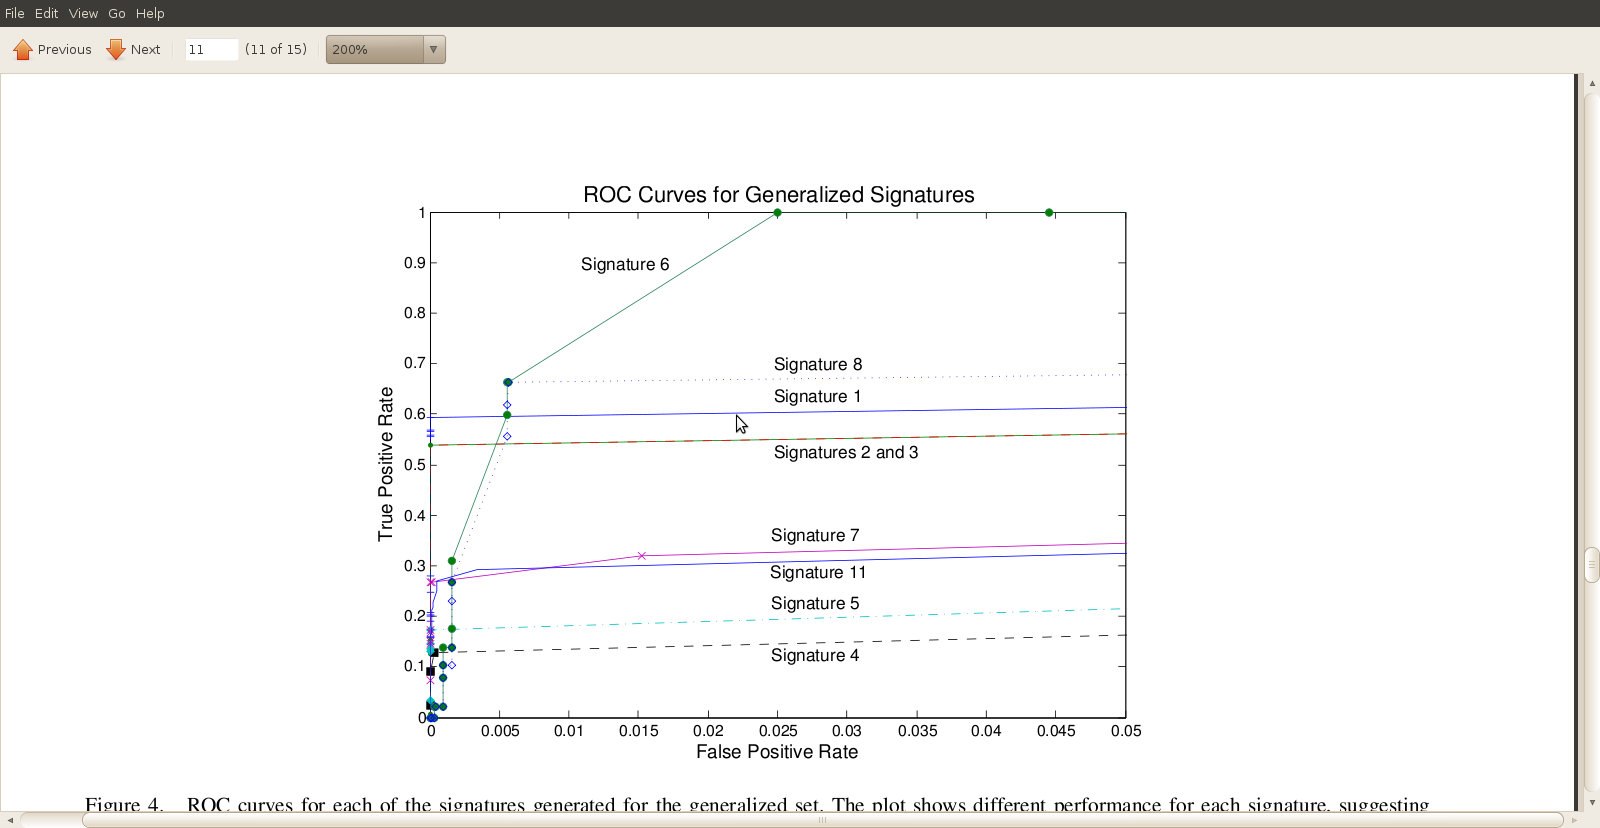 File Edit View Go Help
Previous Next 11 (11 of 15) 200%
ROC Curves for Generalized Signatures
1
0.9
0.8
0.7
0.6
0.5
0.4
0.3
0.2
0.1
0
True Positive Rate
Signature 6
Signature 8
Signature 1
Signatures 2 and 3
Signature 7
Signature 11
Signature 5
Signature 4
0 0.005 0.01 0.015 0.02 0.025 0.03 0.035 0.04 0.045 0.05
False Positive Rate
Figure 4. ROC curves for each of the signatures generated for the generalized set. The plot shows different performance for each signature, suggesting